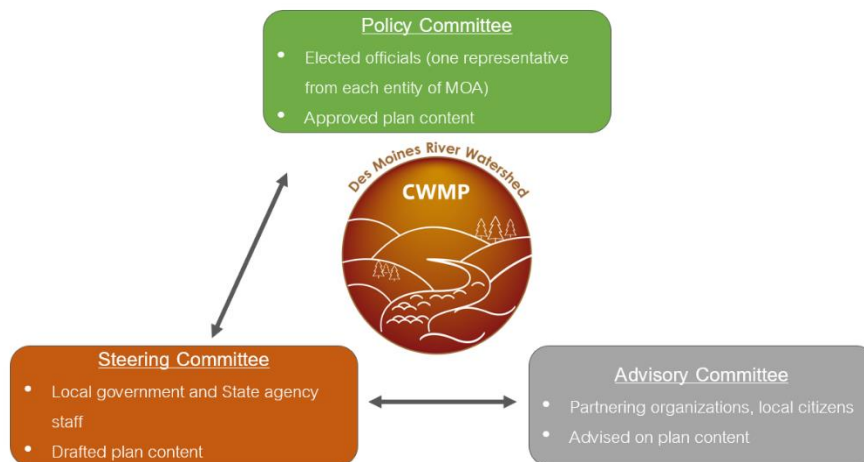 Policy Committee
• Elected officials (one representative
from each entity of MOA)
• Approved plan content
Des Moines River Watershed
CWMP
Steering Committee
• Local government and State agency
staff
• Drafted plan content
Advisory Committee
• Partnering organizations, local citizens
• Advised on plan content